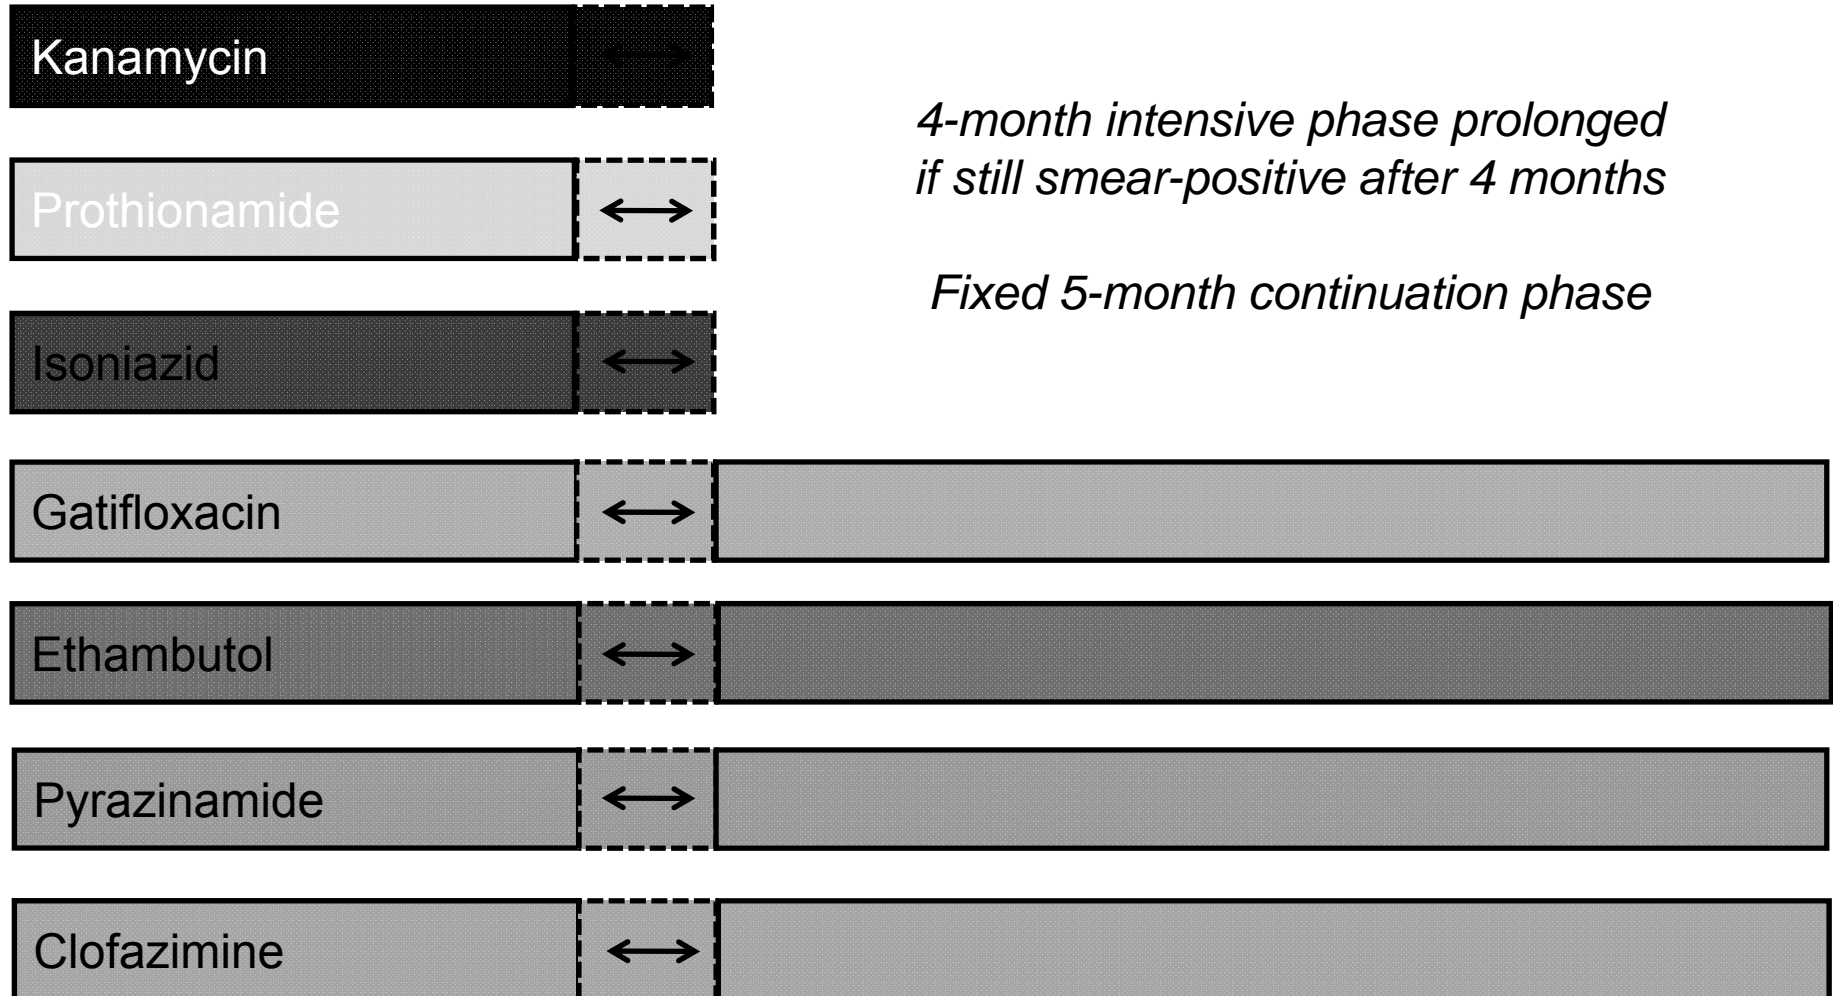 Kanamycin
4-month intensive phase prolonged
if still smear-positive after 4 months
Prothionamide
Fixed 5-month continuation phase
Isoniazid
Gatifloxacin
Ethambutol
Pyrazinamide
Clofazimine